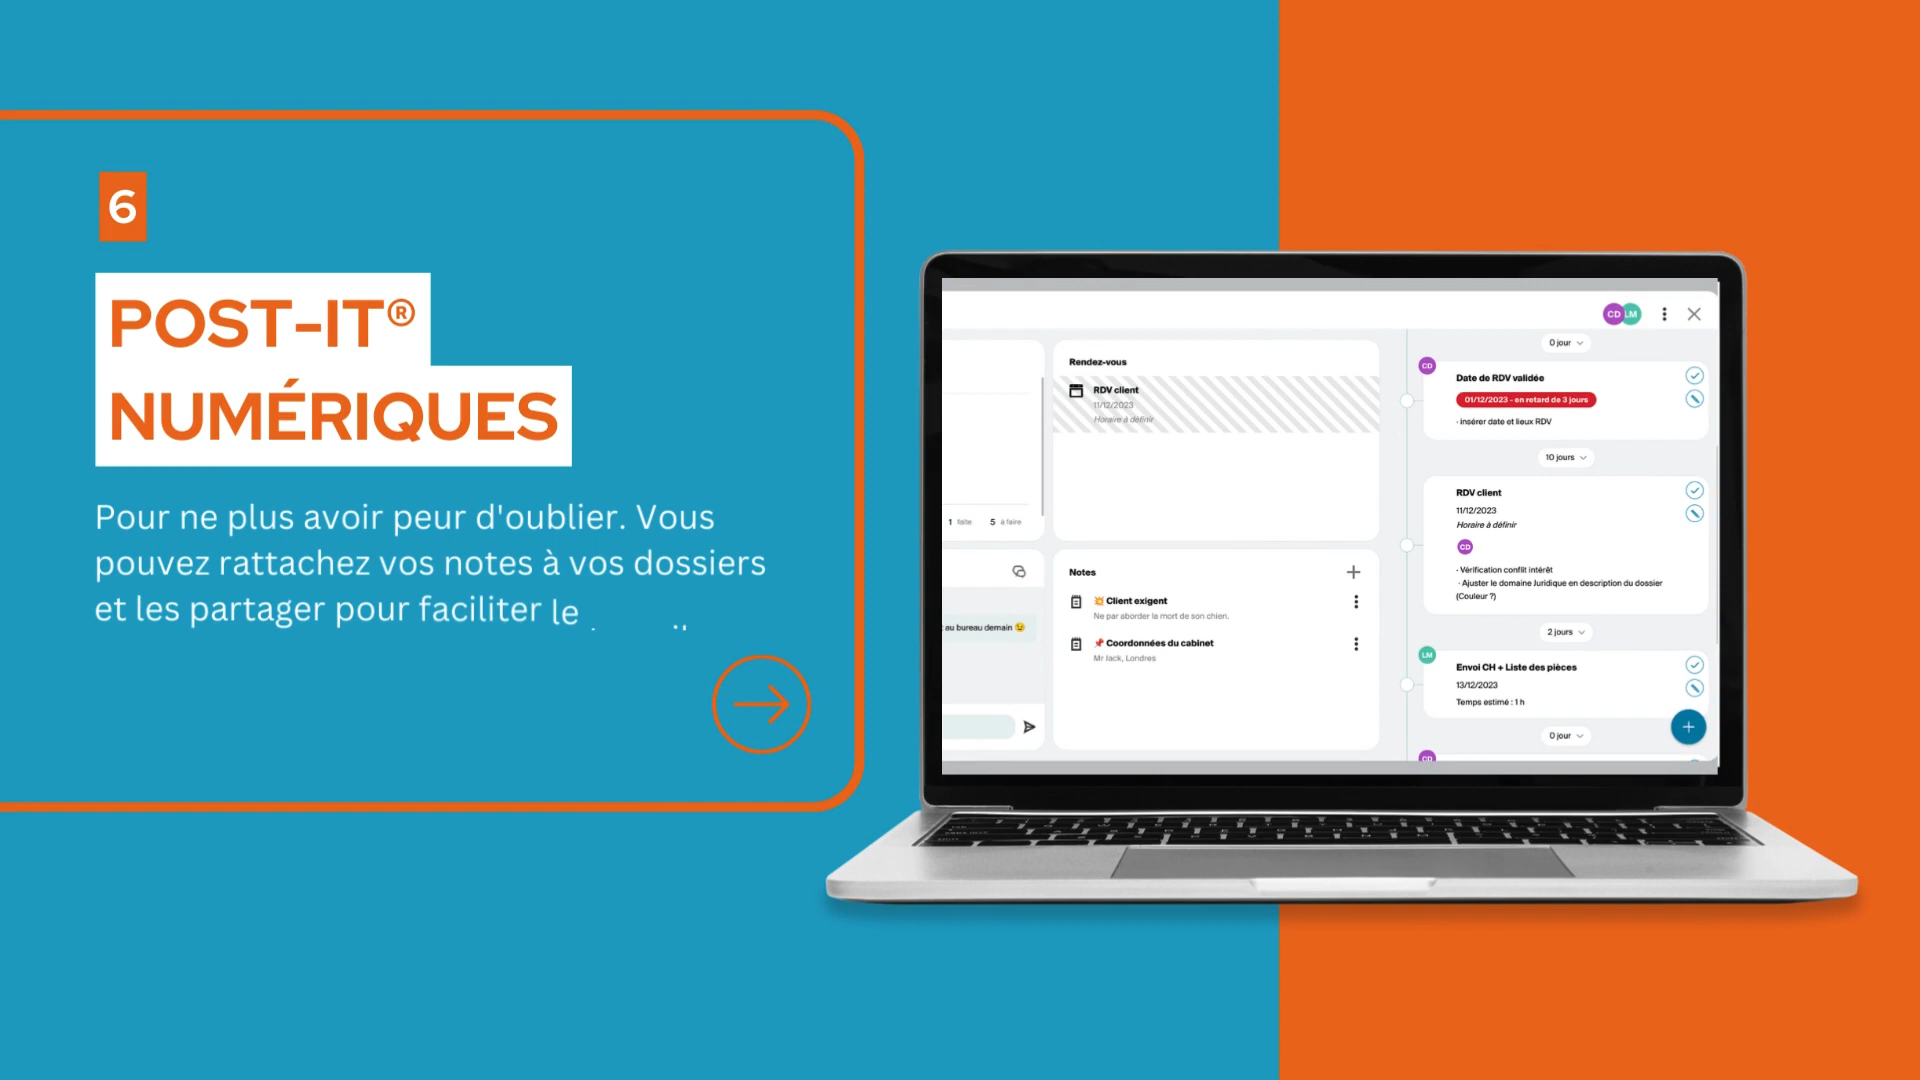 6
POST-IT®
NUMÉRIQUES
Pour ne plus avoir peur d'oublier. Vous
pouvez rattachez vos notes à vos dossiers
et les partager pour faciliter le
CD LM
1 faite 5 à faire
au bureau demain 😉
Rendez-vous
RDV client
11/12/2023
Horaire à définir
Notes
💥 Client exigent
Ne par aborder la mort de son chien.
📌 Coordonnées du cabinet
Mr Jack, Londres
0 jour
CD
Date de RDV validée
01/12/2023 - en retard de 3 jours
- insérer date et lieux RDV
10 jours
RDV client
11/12/2023
Horaire à définir
CD
- Vérification conflit intérêt
- Ajuster le domaine Juridique en description du dossier
(Couleur ?)
2 jours
LM
Envoi CH + Liste des pièces
13/12/2023
Temps estimé : 1 h
0 jour
CD